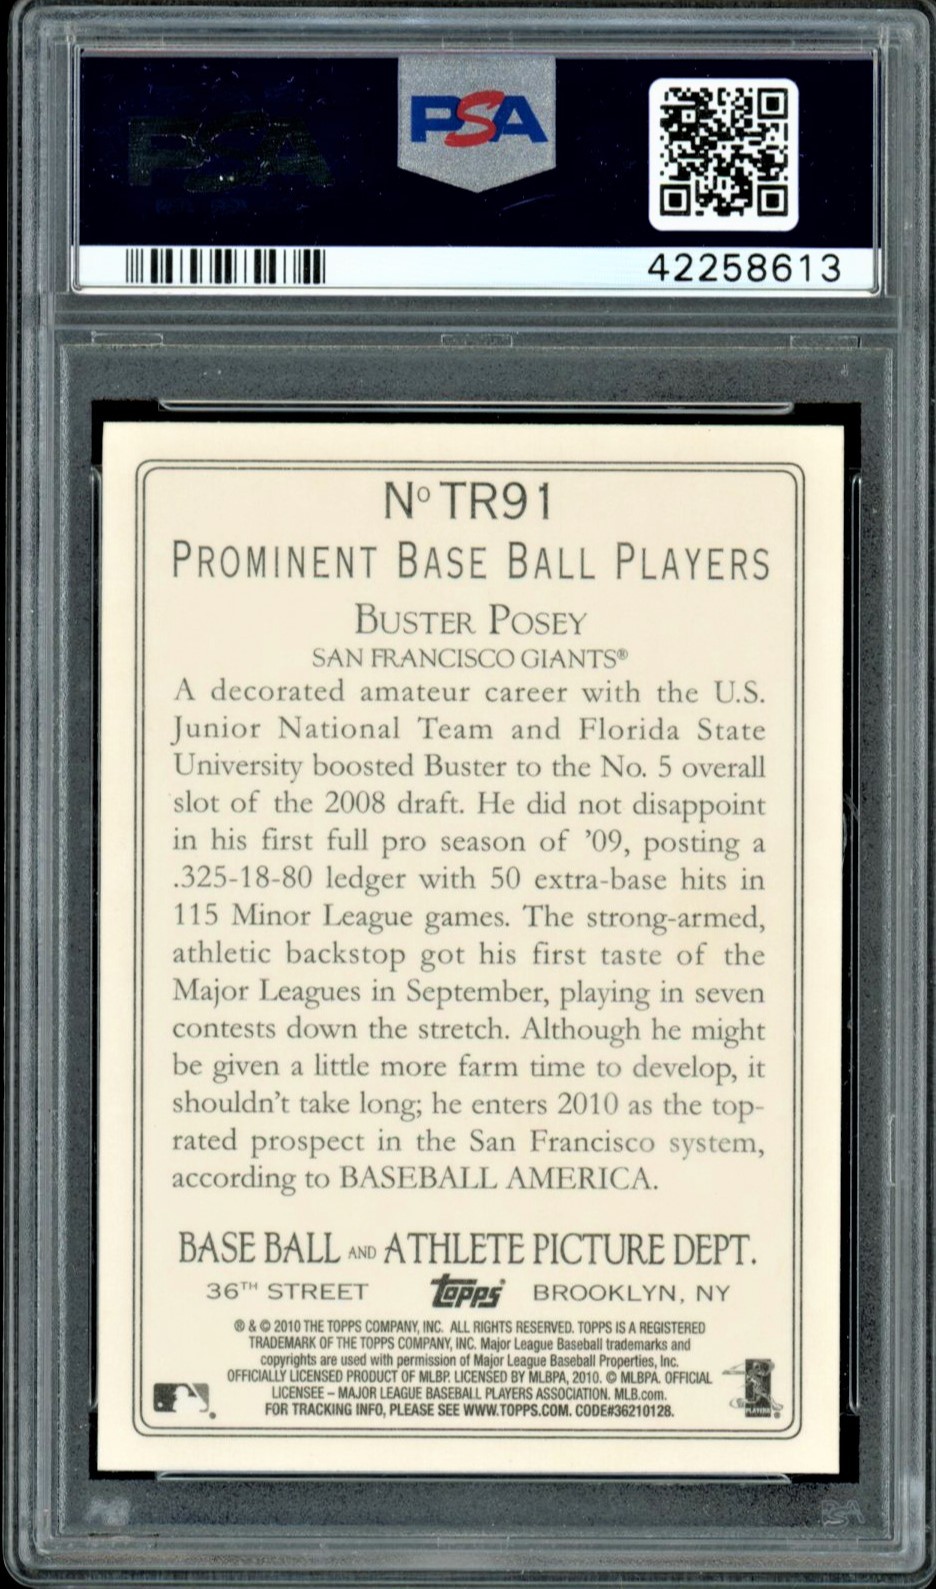 PSA
PSA
42258613
Nº TR91
PROMINENT BASE BALL PLAYERS
BUSTER POSEY
SAN FRANCISCO GIANTS®
A decorated amateur career with the U.S.
Junior National Team and Florida State
University boosted Buster to the No. 5 overall
slot of the 2008 draft. He did not disappoint
in his first full pro season of ’09, posting a
.325-18-80 ledger with 50 extra-base hits in
115 Minor League games. The strong-armed,
athletic backstop got his first taste of the
Major Leagues in September, playing in seven
contests down the stretch. Although he might
be given a little more farm time to develop, it
shouldn’t take long; he enters 2010 as the top-
rated prospect in the San Francisco system,
according to BASEBALL AMERICA.
BASE BALL AND ATHLETE PICTURE DEPT.
36TH STREET Topps BROOKLYN, NY
® & © 2010 THE TOPPS COMPANY, INC. ALL RIGHTS RESERVED. TOPPS IS A REGISTERED
TRADEMARK OF THE TOPPS COMPANY, INC. Major League Baseball trademarks and
copyrights are used with permission of Major League Baseball Properties, Inc.
OFFICIALLY LICENSED PRODUCT OF MLBP. LICENSED BY MLBPA, 2010. © MLBPA. OFFICIAL
LICENSEE – MAJOR LEAGUE BASEBALL PLAYERS ASSOCIATION. MLB.com.
FOR TRACKING INFO, PLEASE SEE WWW.TOPPS.COM. CODE#36210128.
PLAYERS
PSA